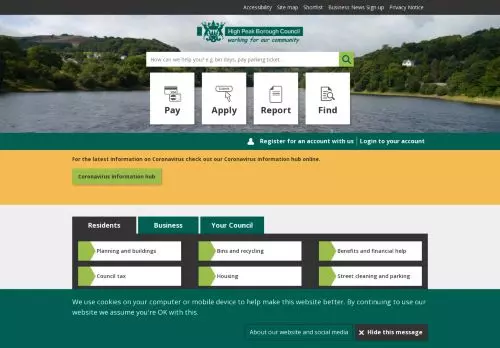 Accessibility Site map Shortlist Business News Sign up Privacy Notice
High Peak Borough Council
working for our community
How can we help you? e.g. bin days, pay parking ticket...
Pay Apply Report Find
Register for an account with us Login to your account
For the latest information on Coronavirus check out our Coronavirus information hub online.
Coronavirus information hub
Residents Business Your Council
Planning and buildings Bins and recycling Benefits and financial help
Council tax Housing Street cleaning and parking
We use cookies on your computer or mobile device to help make this website better. By continuing to use our
website we assume you're OK with this.
About our website and social media Hide this message